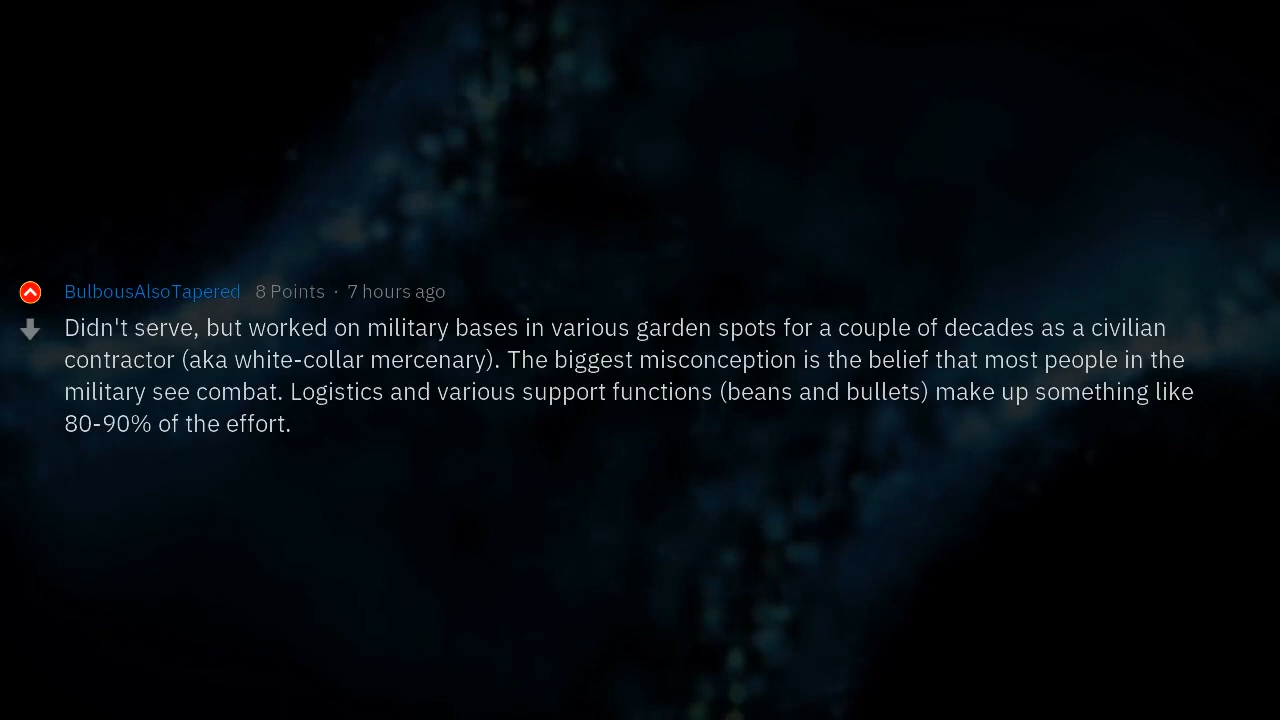 BulbousAlsoTapered 8 Points · 7 hours ago
Didn't serve, but worked on military bases in various garden spots for a couple of decades as a civilian
contractor (aka white-collar mercenary). The biggest misconception is the belief that most people in the
military see combat. Logistics and various support functions (beans and bullets) make up something like
80-90% of the effort.